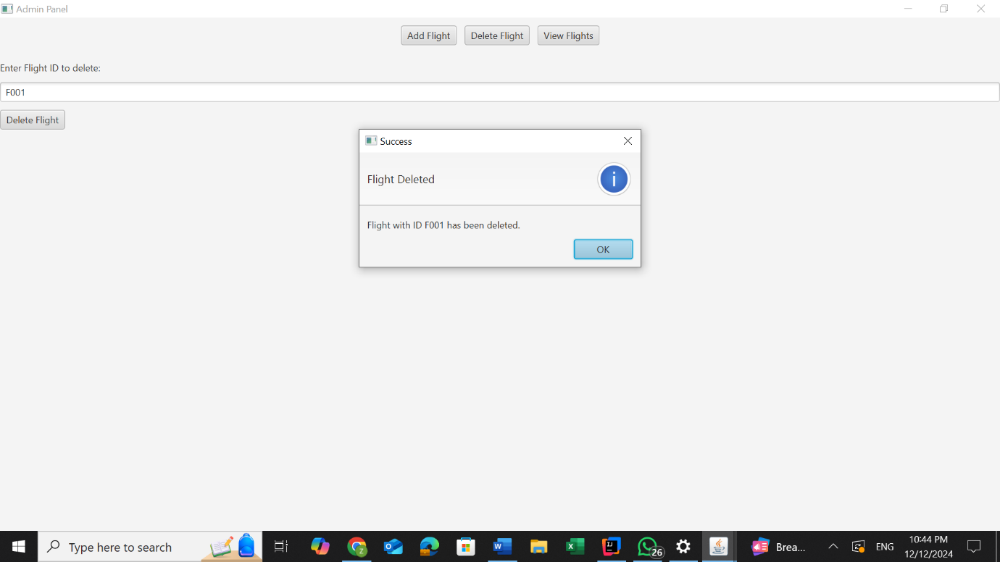 Admin Panel
Add Flight Delete Flight View Flights
Enter Flight ID to delete:
F001
Delete Flight
Success
Flight Deleted
i
Flight with ID F001 has been deleted.
OK
Type here to search
Z
O
W
X
IJ
26
Brea...
ENG
10:44 PM
12/12/2024